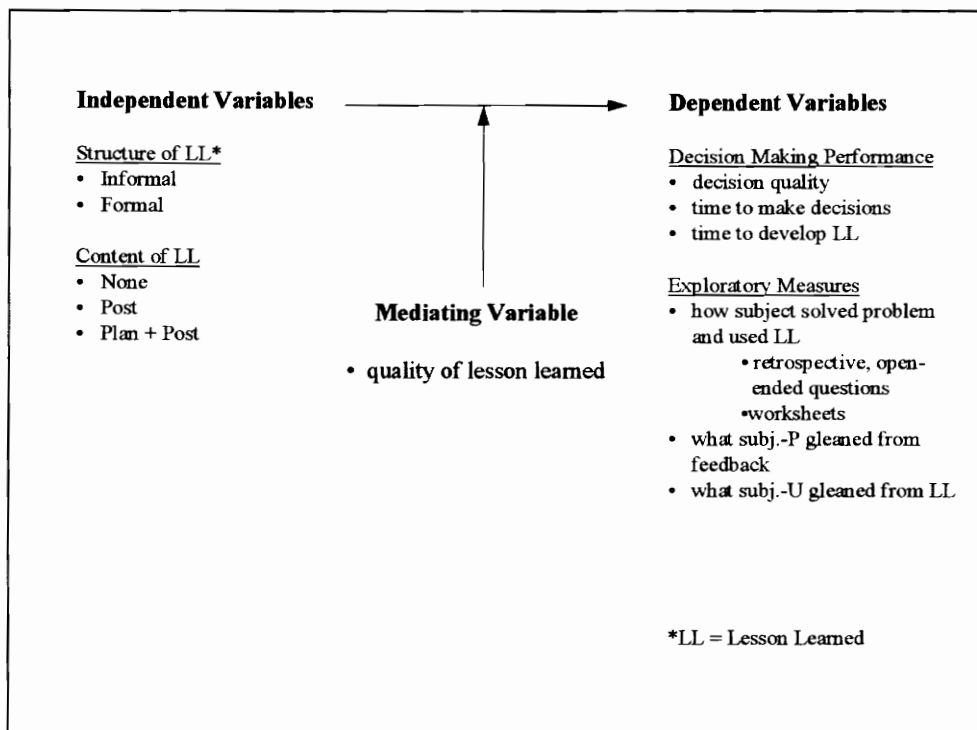 Independent Variables
Structure of LL*
• Informal
• Formal
Content of LL
• None
• Post
• Plan + Post
Mediating Variable
• quality of lesson learned
Dependent Variables
Decision Making Performance
• decision quality
• time to make decisions
• time to develop LL
Exploratory Measures
• how subject solved problem
and used LL
• retrospective, open-
ended questions
•worksheets
• what subj.-P gleaned from
feedback
• what subj.-U gleaned from LL
*LL = Lesson Learned